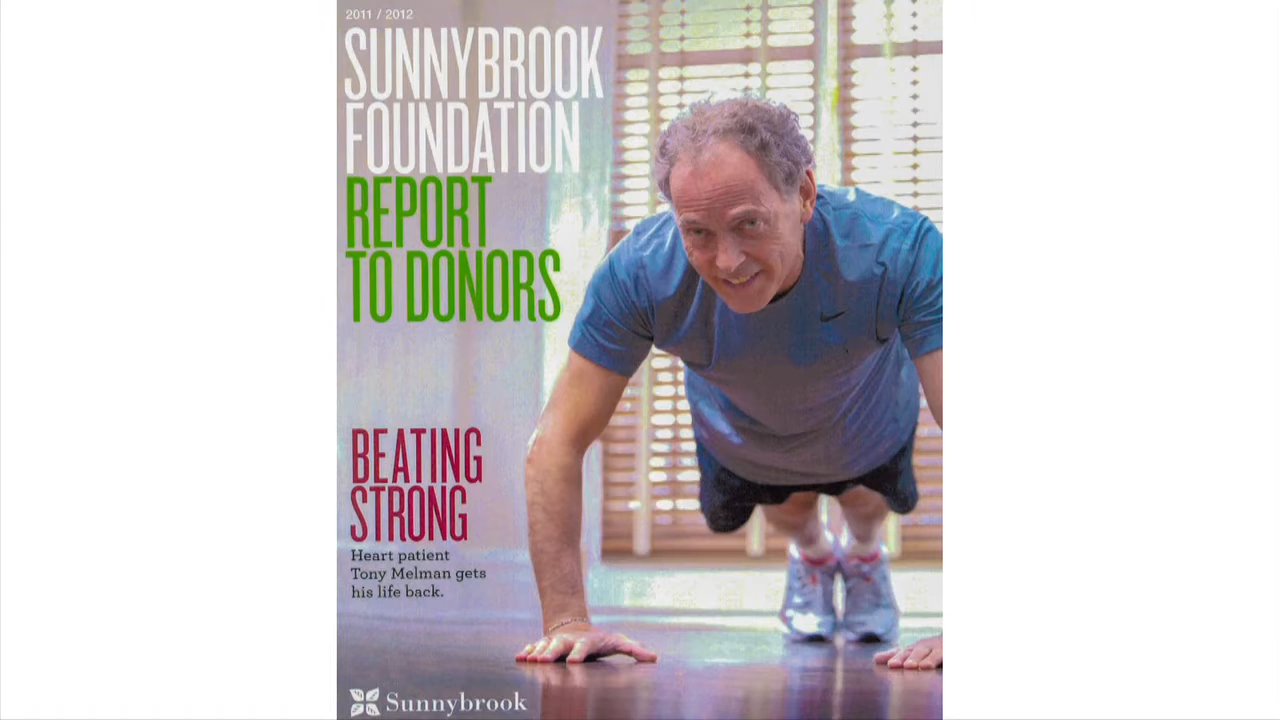 2011 / 2012
SUNNYBROOK
FOUNDATION
REPORT
TO DONORS
BEATING
STRONG
Heart patient
Tony Melman gets
his life back.
Sunnybrook